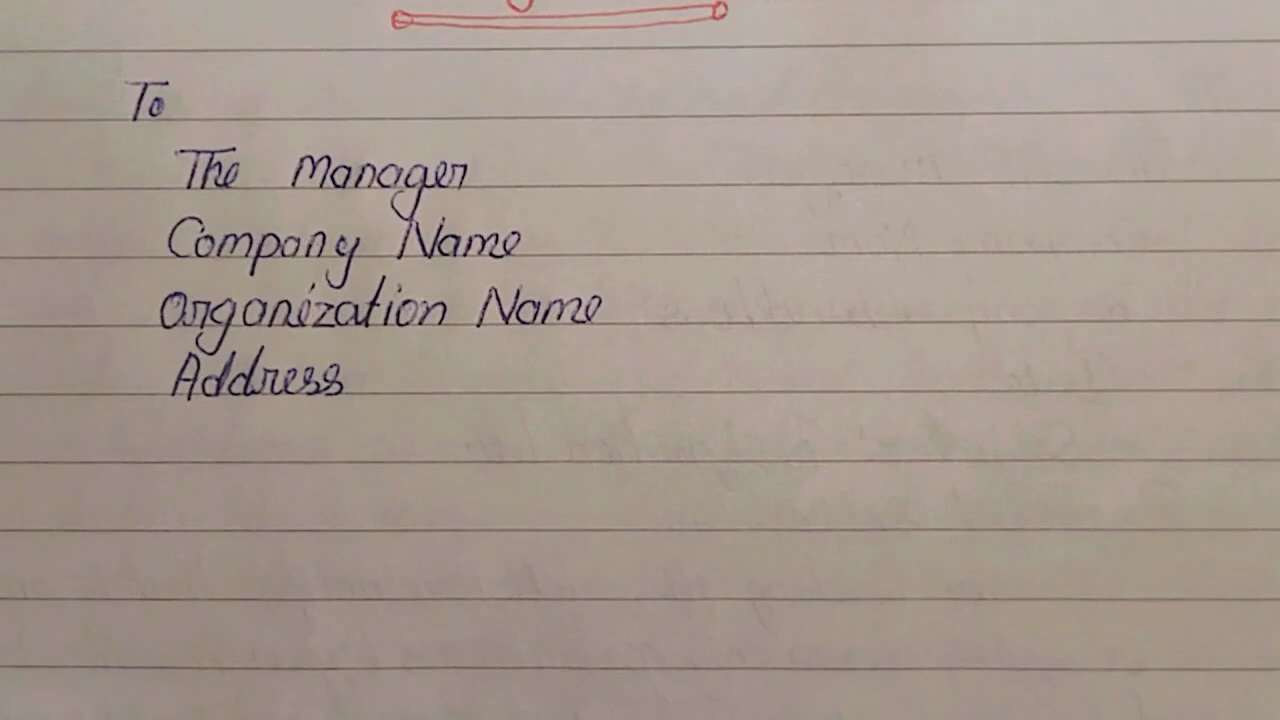 To
The Manager
Company Name
Organization Name
Address